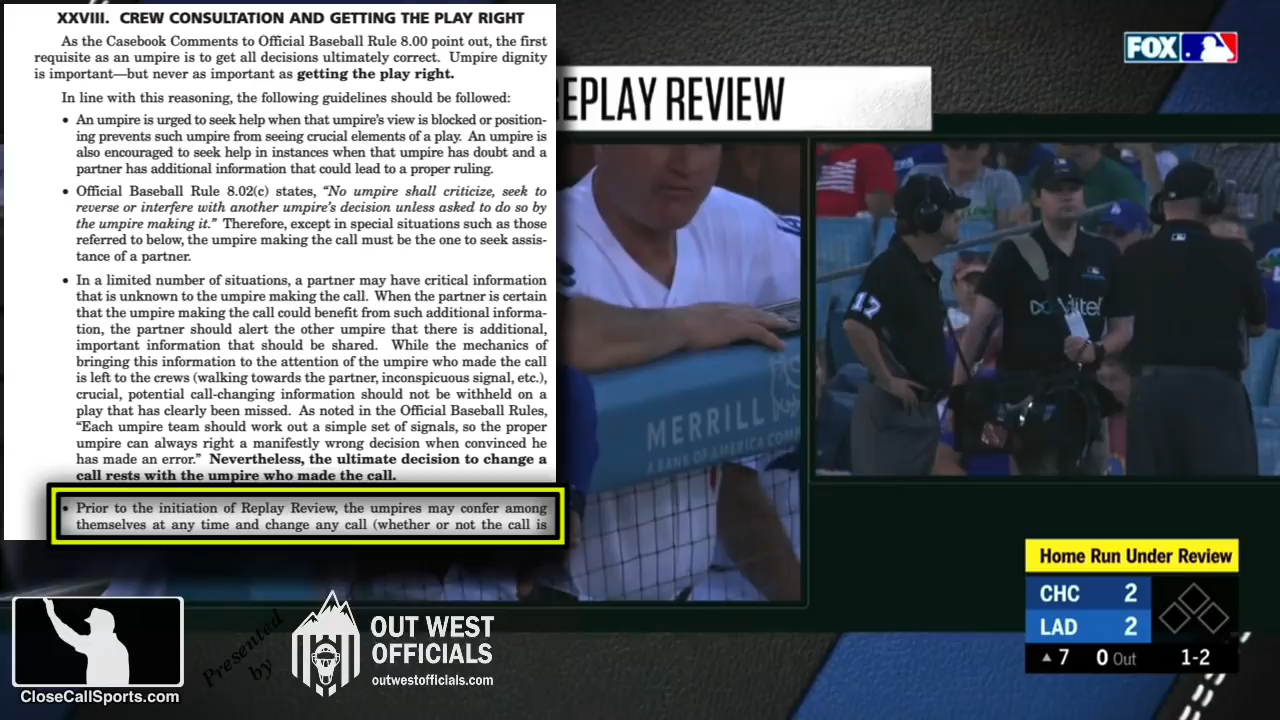 XXVIII. CREW CONSULTATION AND GETTING THE PLAY RIGHT
As the Casebook Comments to Official Baseball Rule 8.00 point out, the first
requisite as an umpire is to get all decisions ultimately correct. Umpire dignity
is important—but never as important as getting the play right.
In line with this reasoning, the following guidelines should be followed:
• An umpire is urged to seek help when that umpire's view is blocked or position-
ing prevents such umpire from seeing crucial elements of a play. An umpire is
also encouraged to seek help in instances when that umpire has doubt and a
partner has additional information that could lead to a proper ruling.
• Official Baseball Rule 8.02(c) states, "No umpire shall criticize, seek to
reverse or interfere with another umpire's decision unless asked to do so by
the umpire making it." Therefore, except in special situations such as those
referred to below, the umpire making the call must be the one to seek assis-
tance of a partner.
• In a limited number of situations, a partner may have critical information
that is unknown to the umpire making the call. When the partner is certain
that the umpire making the call could benefit from such additional informa-
tion, the partner should alert the other umpire that there is additional,
important information that should be shared. While the mechanics of
bringing this information to the attention of the umpire who made the call
is left to the crews (walking towards the partner, inconspicuous signal, etc.),
crucial, potential call-changing information should not be withheld on a
play that has clearly been missed. As noted in the Official Baseball Rules,
"Each umpire team should work out a simple set of signals, so the proper
umpire can always right a manifestly wrong decision when convinced he
has made an error." Nevertheless, the ultimate decision to change a
call rests with the umpire who made the call.
• Prior to the initiation of Replay Review, the umpires may confer among
themselves at any time and change any call (whether or not the call is
EPLAY REVIEW
FOX
17
MERRILL
A BANK OF AMERICA COM
Home Run Under Review
CHC 2
LAD 2
▲ 7 0 Out 1-2
CloseCallSports.com
Presented
by
OUT WEST
OFFICIALS
outwestofficials.com